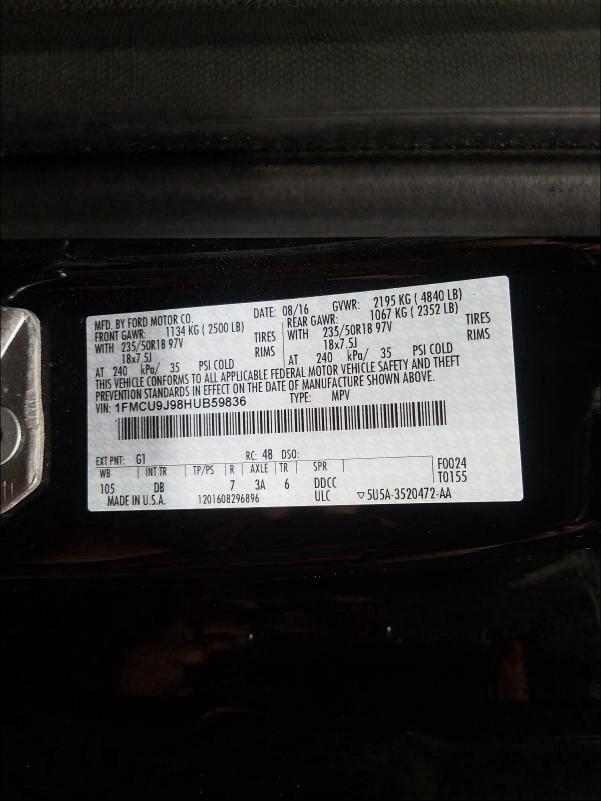 MFD. BY FORD MOTOR CO. DATE: 08/16 GVWR: 2195 KG ( 4840 LB)
FRONT GAWR: 1134 KG ( 2500 LB) REAR GAWR: 1067 KG ( 2352 LB)
WITH 235/50R18 97V TIRES WITH 235/50R18 97V TIRES
18x7.5J RIMS 18x7.5J RIMS
AT 240 kPa/ 35 PSI COLD AT 240 kPa/ 35 PSI COLD
THIS VEHICLE CONFORMS TO ALL APPLICABLE FEDERAL MOTOR VEHICLE SAFETY AND THEFT
PREVENTION STANDARDS IN EFFECT ON THE DATE OF MANUFACTURE SHOWN ABOVE.
VIN: 1FMCU9J98HUB59836 TYPE: MPV
EXT PNT: G1 RC: 48 DSO:
WB INT TR TP/PS R AXLE TR SPR F0024
105 DB 7 3A 6 DDCC T0155
MADE IN U.S.A. 1201608296896 ULC ▽5U5A-3520472-AA